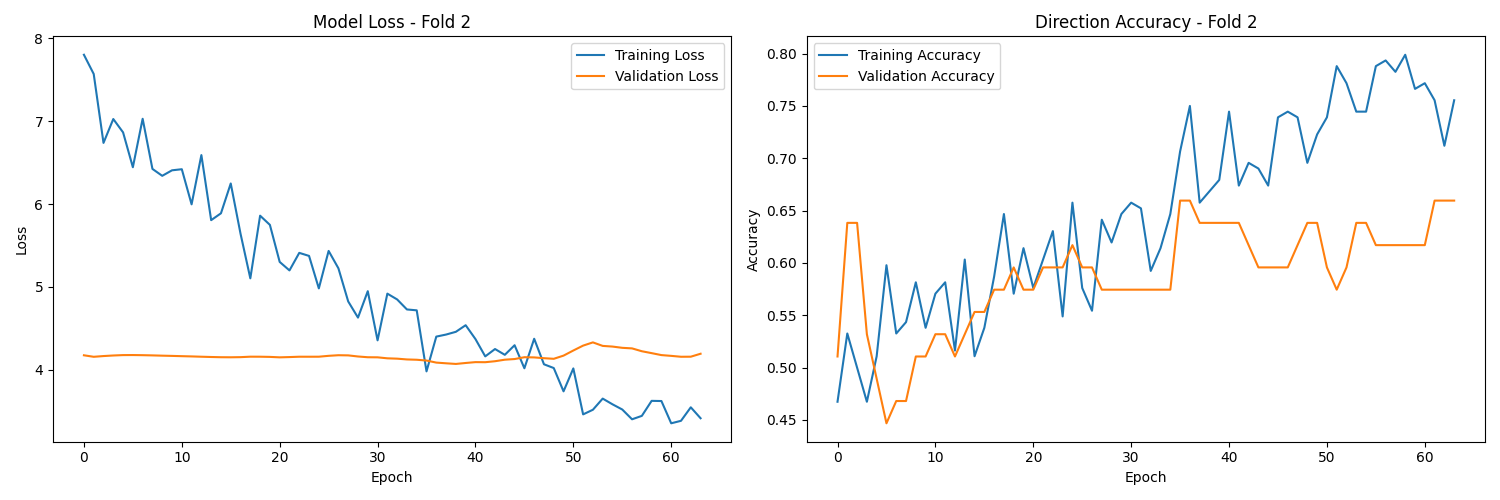 Model Loss - Fold 2
Training Loss
Validation Loss
8
7
6
5
4
Loss
0
10
20
30
40
50
60
Epoch
Direction Accuracy - Fold 2
Training Accuracy
Validation Accuracy
0.80
0.75
0.70
0.65
0.60
0.55
0.50
0.45
Accuracy
0
10
20
30
40
50
60
Epoch